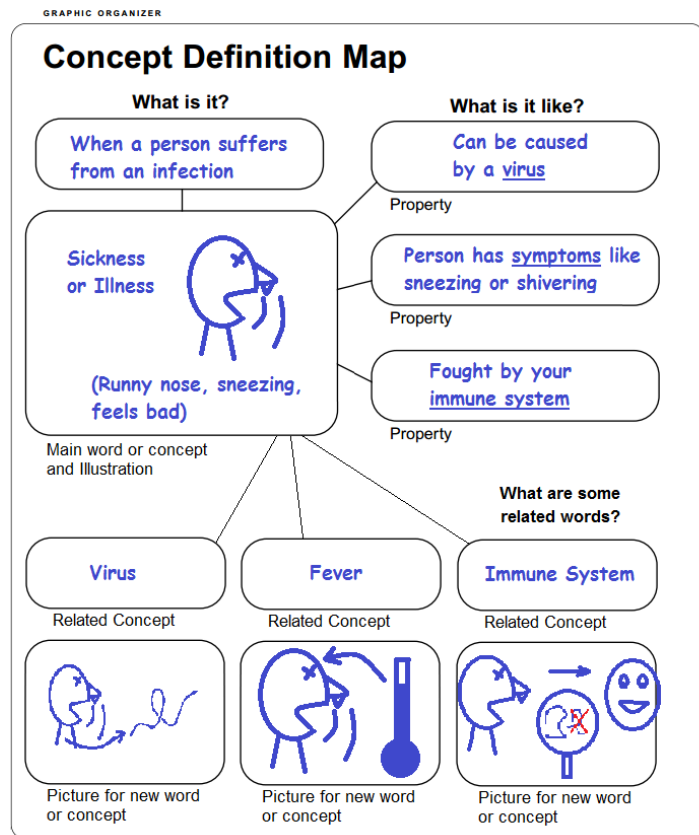 GRAPHIC ORGANIZER
Concept Definition Map
What is it?
When a person suffers
from an infection
What is it like?
Can be caused
by a virus
Property
Sickness
or Illness
(Runny nose, sneezing,
feels bad)
Main word or concept
and Illustration
Person has symptoms like
sneezing or shivering
Property
Fought by your
immune system
Property
What are some
related words?
Virus
Related Concept
Fever
Related Concept
Immune System
Related Concept
Picture for new word
or concept
Picture for new word
or concept
Picture for new word
or concept